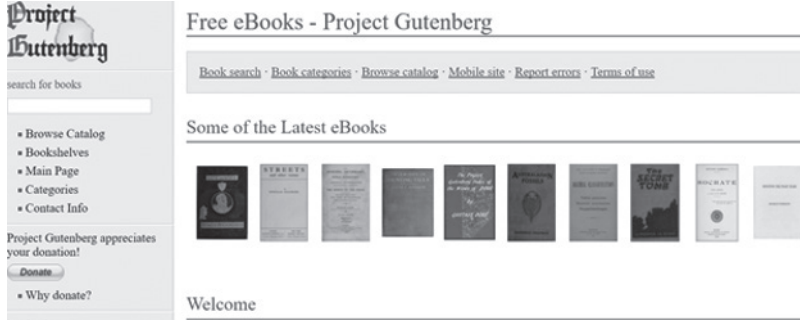 Project
Gutenberg
search for books
Browse Catalog
Bookshelves
Main Page
Categories
Contact Info
Project Gutenberg appreciates
your donation!
Donate
Why donate?
Free eBooks - Project Gutenberg
Book search · Book categories · Browse catalog · Mobile site · Report errors · Terms of use
Some of the Latest eBooks
STREETS
The
SECRET
TOMB
Welcome